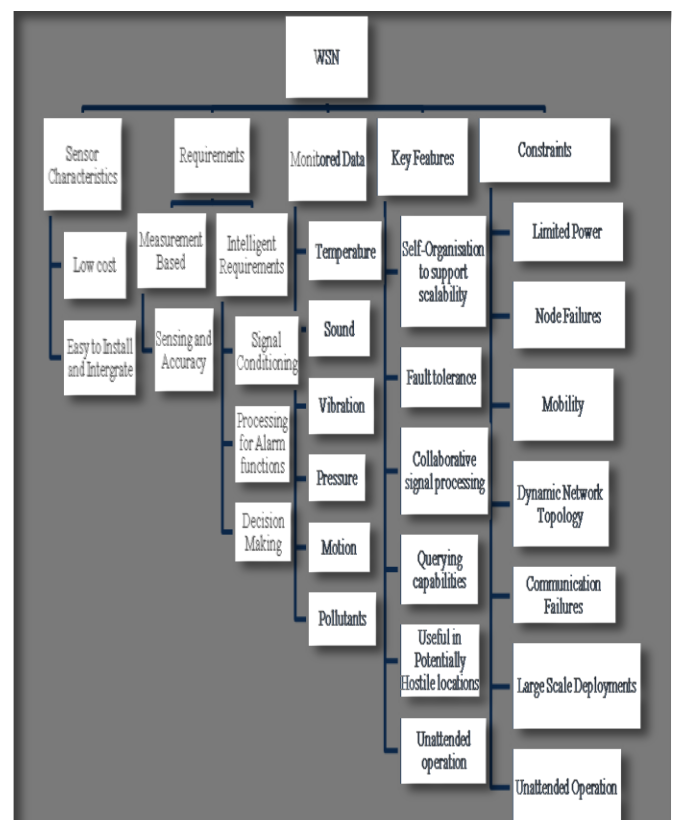 WSN
Sensor
Characteristics
Low cost
Easy to Install
and Intergrate
Requirements
Measurement
Based
Sensing and
Accuracy
Intelligent
Requirements
Signal
Conditioning
Processing
for Alarm
functions
Decision
Making
Monitored Data
Temperature
Sound
Vibration
Pressure
Motion
Pollutants
Key Features
Self-Organisation
to support
scalability
Fault tolerance
Collaborative
signal processing
Querying
capabilities
Useful in
Potentially
Hostile locations
Unattended
operation
Constraints
Limited Power
Node Failures
Mobility
Dynamic Network
Topology
Communication
Failures
Large Scale Deployments
Unattended Operation